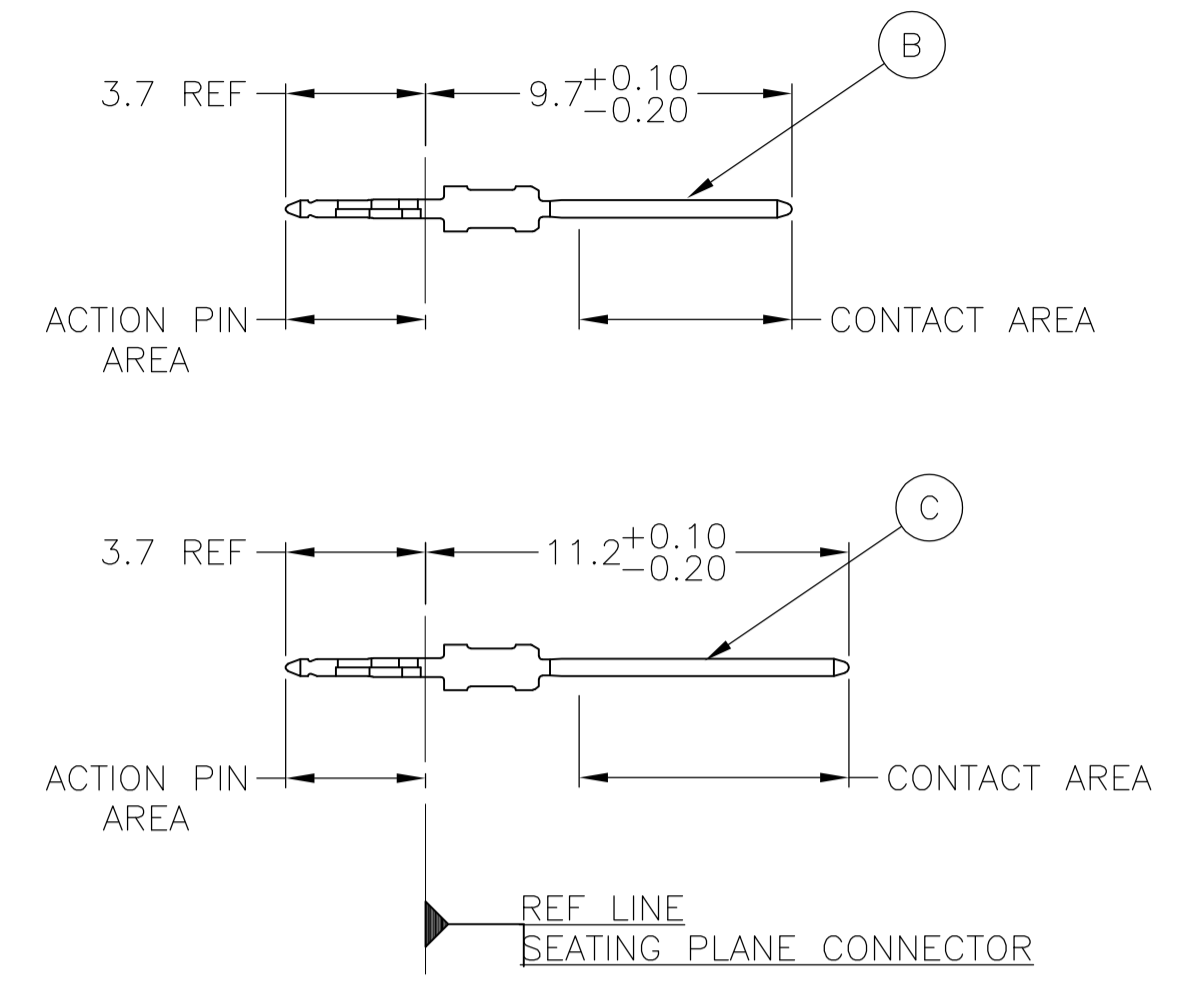 B
3.7 REF
9.7+0.10
-0.20
ACTION PIN
AREA
CONTACT AREA
C
3.7 REF
11.2+0.10
-0.20
ACTION PIN
AREA
CONTACT AREA
REF LINE
SEATING PLANE CONNECTOR